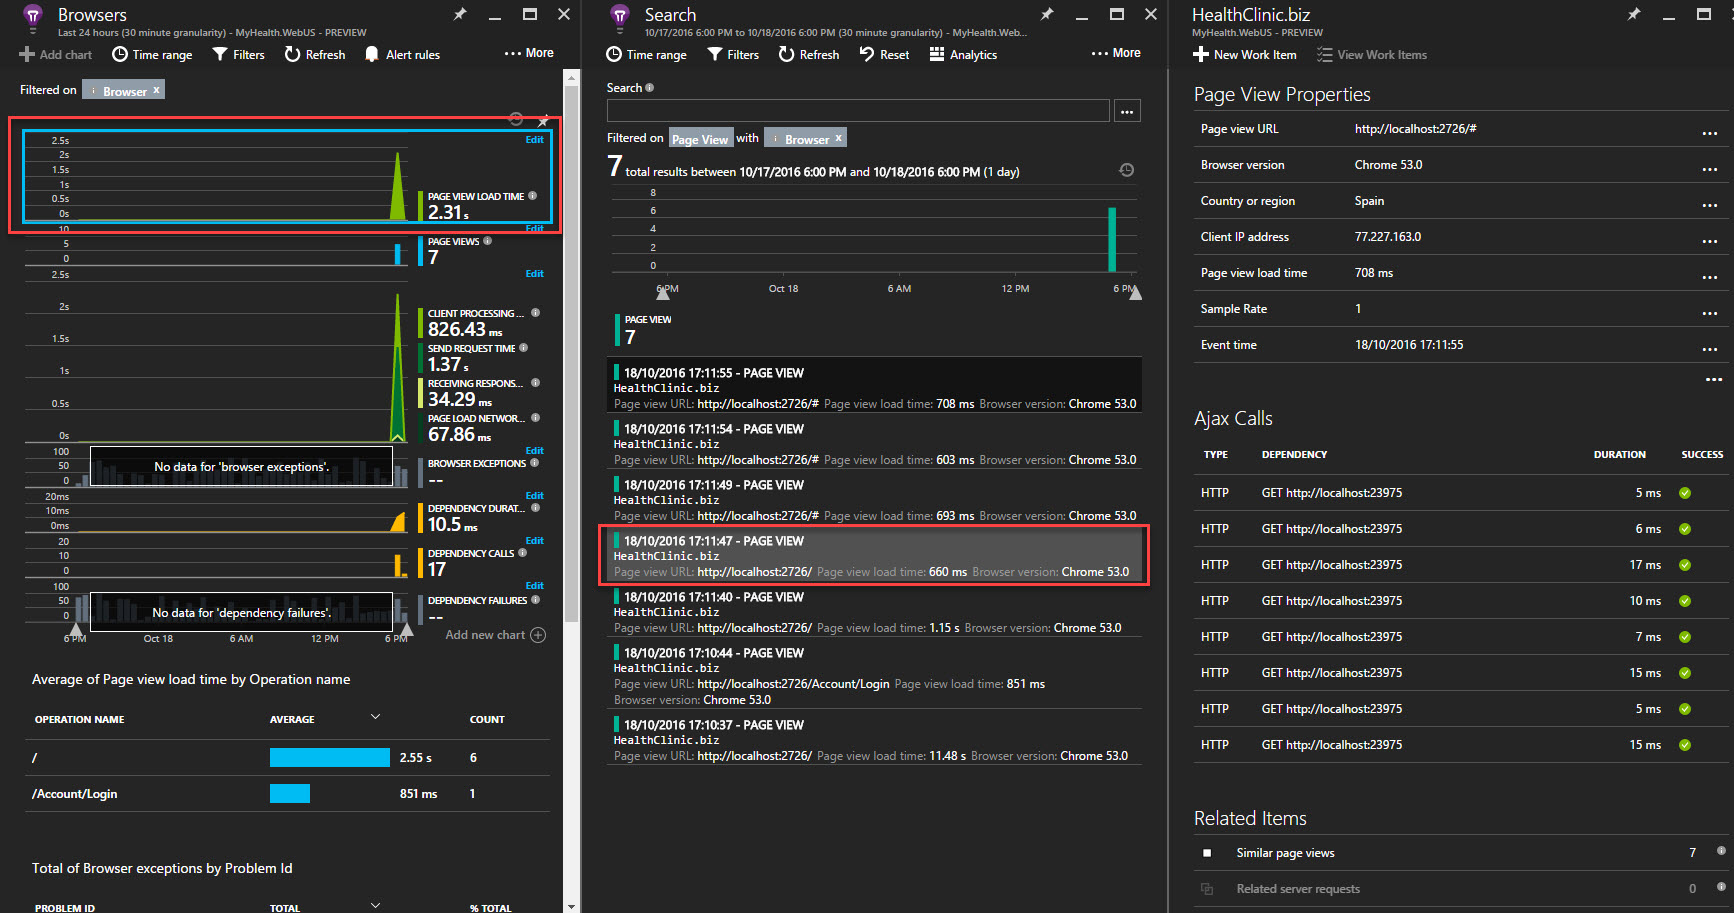 Browsers
Last 24 hours (30 minute granularity) - MyHealth.WebUS - PREVIEW
Add chart Time range Filters Refresh Alert rules ••• More
Filtered on Browser x
2.5s
2s
1.5s
1s
0.5s
0s
Edit
PAGE VIEW LOAD TIME
2.31 s
10
5
0
Edit
PAGE VIEWS
7
2.5s
2s
1.5s
1s
0.5s
0s
Edit
CLIENT PROCESSING ...
826.43 ms
SEND REQUEST TIME
1.37 s
RECEIVING RESPONS...
34.29 ms
PAGE LOAD NETWOR...
67.86 ms
100
50
0
No data for 'browser exceptions'.
Edit
BROWSER EXCEPTIONS
--
20ms
10ms
0ms
Edit
DEPENDENCY DURAT...
10.5 ms
20
10
0
Edit
DEPENDENCY CALLS
17
100
50
0
No data for 'dependency failures'.
Edit
DEPENDENCY FAILURES
--
6 PM Oct 18 6 AM 12 PM 6 PM
Add new chart
Average of Page view load time by Operation name
OPERATION NAME AVERAGE COUNT
/ 2.55 s 6
/Account/Login 851 ms 1
Total of Browser exceptions by Problem Id
PROBLEM ID TOTAL % TOTAL
Search
10/17/2016 6:00 PM to 10/18/2016 6:00 PM (30 minute granularity) - MyHealth.Web...
Time range Filters Refresh Reset Analytics ••• More
Search
...
Filtered on Page View with Browser x
7 total results between 10/17/2016 6:00 PM and 10/18/2016 6:00 PM (1 day)
8
6
4
2
0
6 PM Oct 18 6 AM 12 PM 6 PM
PAGE VIEW
7
18/10/2016 17:11:55 - PAGE VIEW
HealthClinic.biz
Page view URL: http://localhost:2726/# Page view load time: 708 ms Browser version: Chrome 53.0
18/10/2016 17:11:54 - PAGE VIEW
HealthClinic.biz
Page view URL: http://localhost:2726/# Page view load time: 603 ms Browser version: Chrome 53.0
18/10/2016 17:11:49 - PAGE VIEW
HealthClinic.biz
Page view URL: http://localhost:2726/# Page view load time: 693 ms Browser version: Chrome 53.0
18/10/2016 17:11:47 - PAGE VIEW
HealthClinic.biz
Page view URL: http://localhost:2726/ Page view load time: 660 ms Browser version: Chrome 53.0
18/10/2016 17:11:40 - PAGE VIEW
HealthClinic.biz
Page view URL: http://localhost:2726/ Page view load time: 1.15 s Browser version: Chrome 53.0
18/10/2016 17:10:44 - PAGE VIEW
HealthClinic.biz
Page view URL: http://localhost:2726/Account/Login Page view load time: 851 ms
Browser version: Chrome 53.0
18/10/2016 17:10:37 - PAGE VIEW
HealthClinic.biz
Page view URL: http://localhost:2726/ Page view load time: 11.48 s Browser version: Chrome 53.0
HealthClinic.biz
MyHealth.WebUS - PREVIEW
New Work Item View Work Items
Page View Properties
Page view URL http://localhost:2726/# ...
Browser version Chrome 53.0 ...
Country or region Spain ...
Client IP address 77.227.163.0 ...
Page view load time 708 ms ...
Sample Rate 1 ...
Event time 18/10/2016 17:11:55 ...
...
Ajax Calls
TYPE DEPENDENCY DURATION SUCCESS
HTTP GET http://localhost:23975 5 ms
HTTP GET http://localhost:23975 6 ms
HTTP GET http://localhost:23975 17 ms
HTTP GET http://localhost:23975 10 ms
HTTP GET http://localhost:23975 7 ms
HTTP GET http://localhost:23975 15 ms
HTTP GET http://localhost:23975 5 ms
HTTP GET http://localhost:23975 15 ms
Related Items
Similar page views 7
Related server requests 0